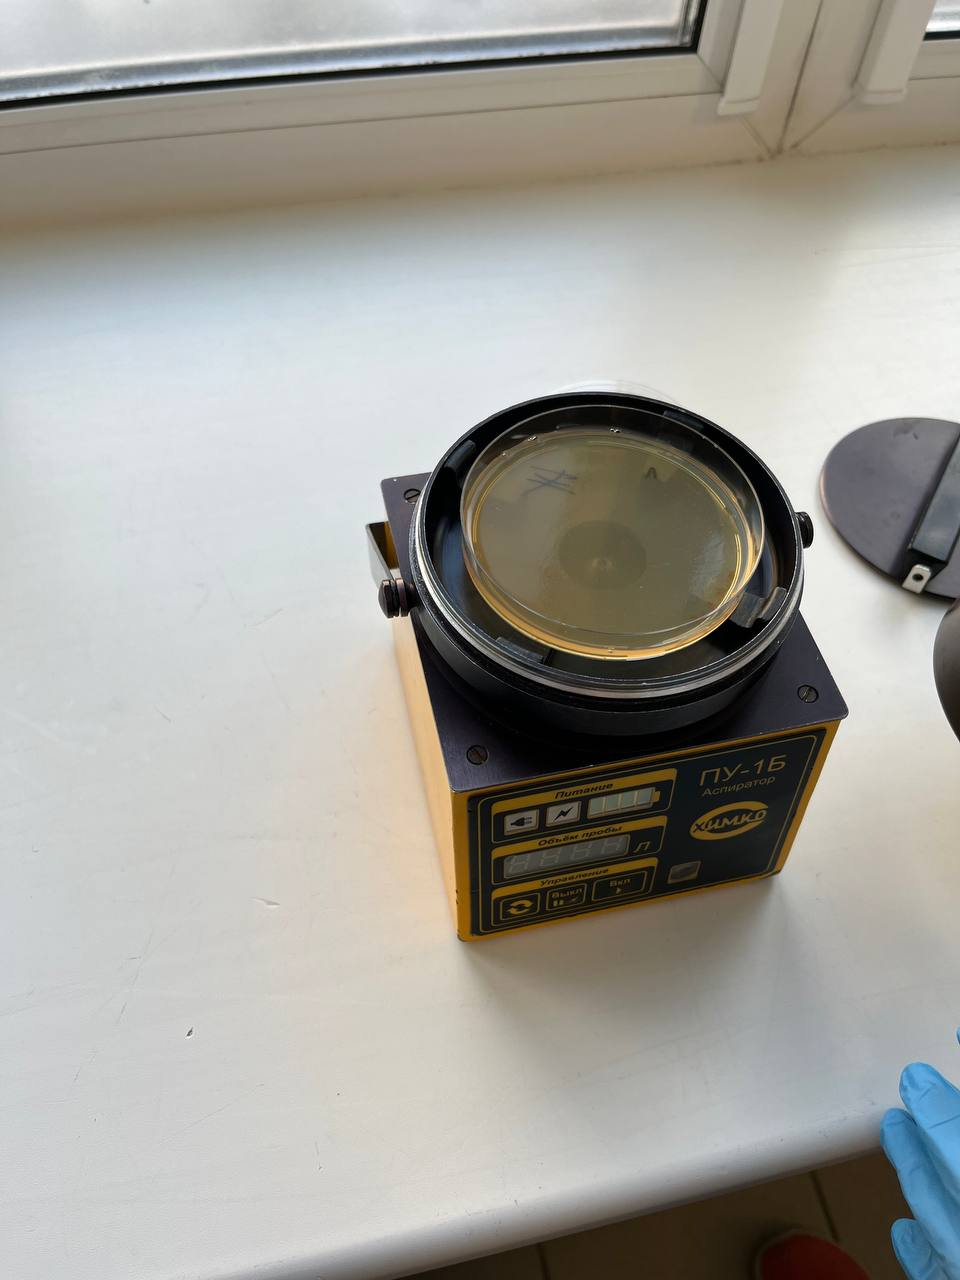 ПУ-1Б
Аспиратор
ХИМКО
Питание
Объём пробы
Л
Управление
Выкл
Вкл